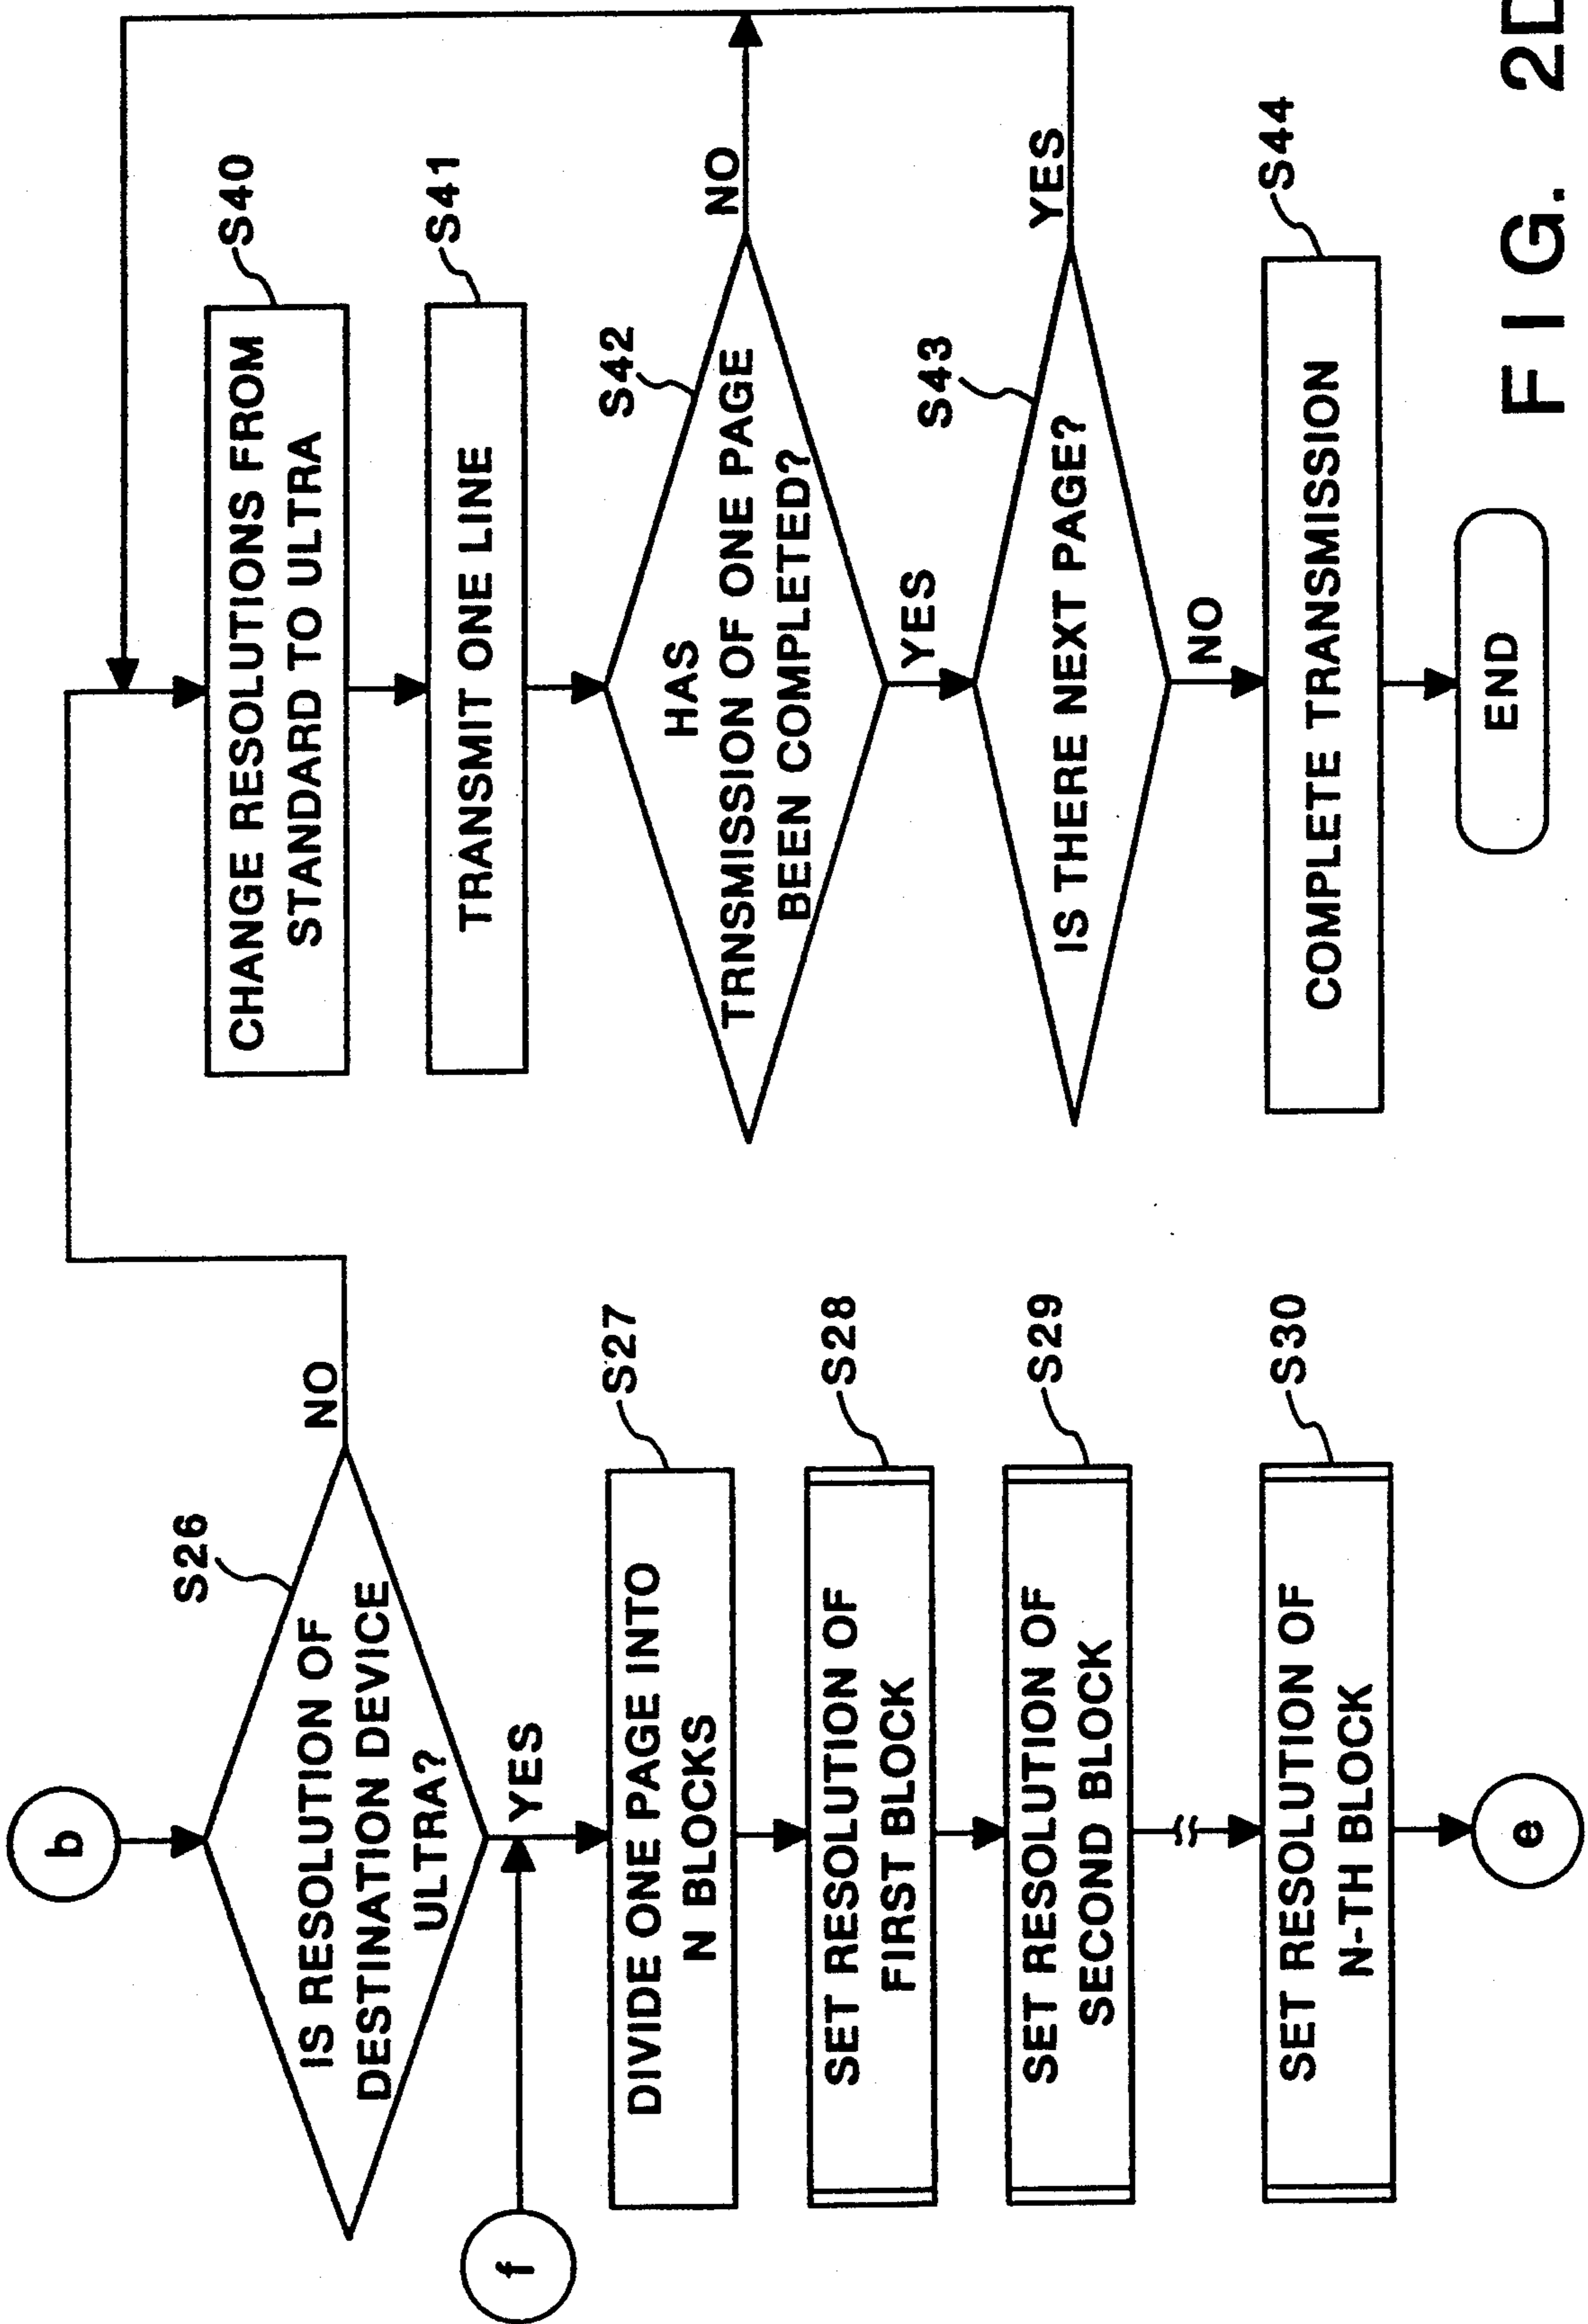 b
S26
IS RESOLUTION OF
DESTINATION DEVICE
ULTRA?
NO
YES
f
S27
DIVIDE ONE PAGE INTO
N BLOCKS
S28
SET RESOLUTION OF
FIRST BLOCK
S29
SET RESOLUTION OF
SECOND BLOCK
S30
SET RESOLUTION OF
N-TH BLOCK
e
S40
CHANGE RESOLUTIONS FROM
STANDARD TO ULTRA
S41
TRANSMIT ONE LINE
S42
HAS
TRNSMISSION OF ONE PAGE
BEEN COMPLETED?
NO
YES
S43
IS THERE NEXT PAGE?
YES
NO
S44
COMPLETE TRANSMISSION
END
FIG. 2D